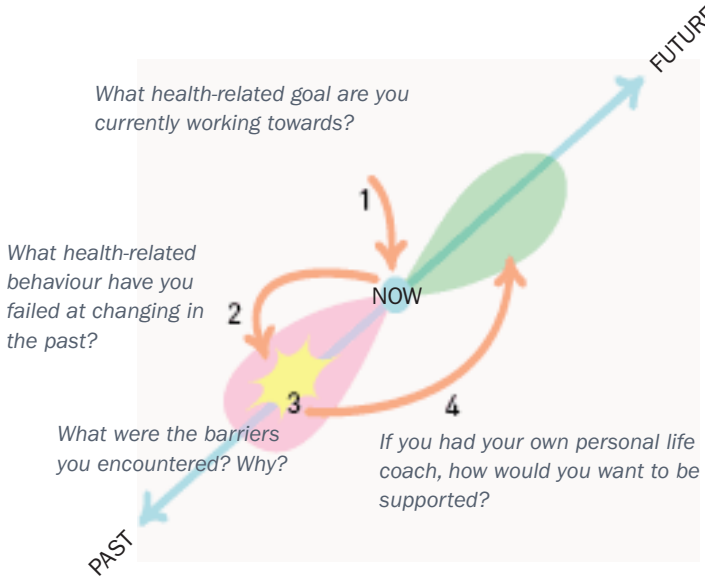 FUTURE
What health-related goal are you
currently working towards?
1
What health-related
behaviour have you
failed at changing in
the past?
NOW
2
3
4
What were the barriers
you encountered? Why?
If you had your own personal life
coach, how would you want to be
supported?
PAST